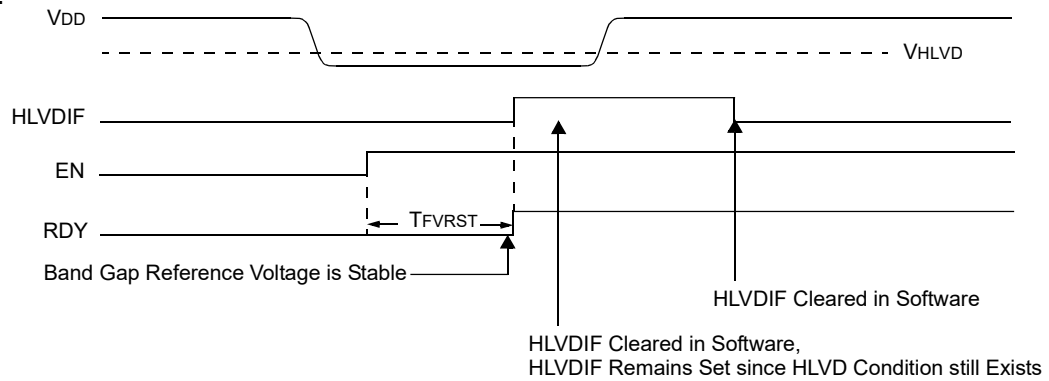 VDD
VHLVD
HLVDIF
EN
TFVRST
RDY
Band Gap Reference Voltage is Stable
HLVDIF Cleared in Software
HLVDIF Cleared in Software,
HLVDIF Remains Set since HLVD Condition still Exists